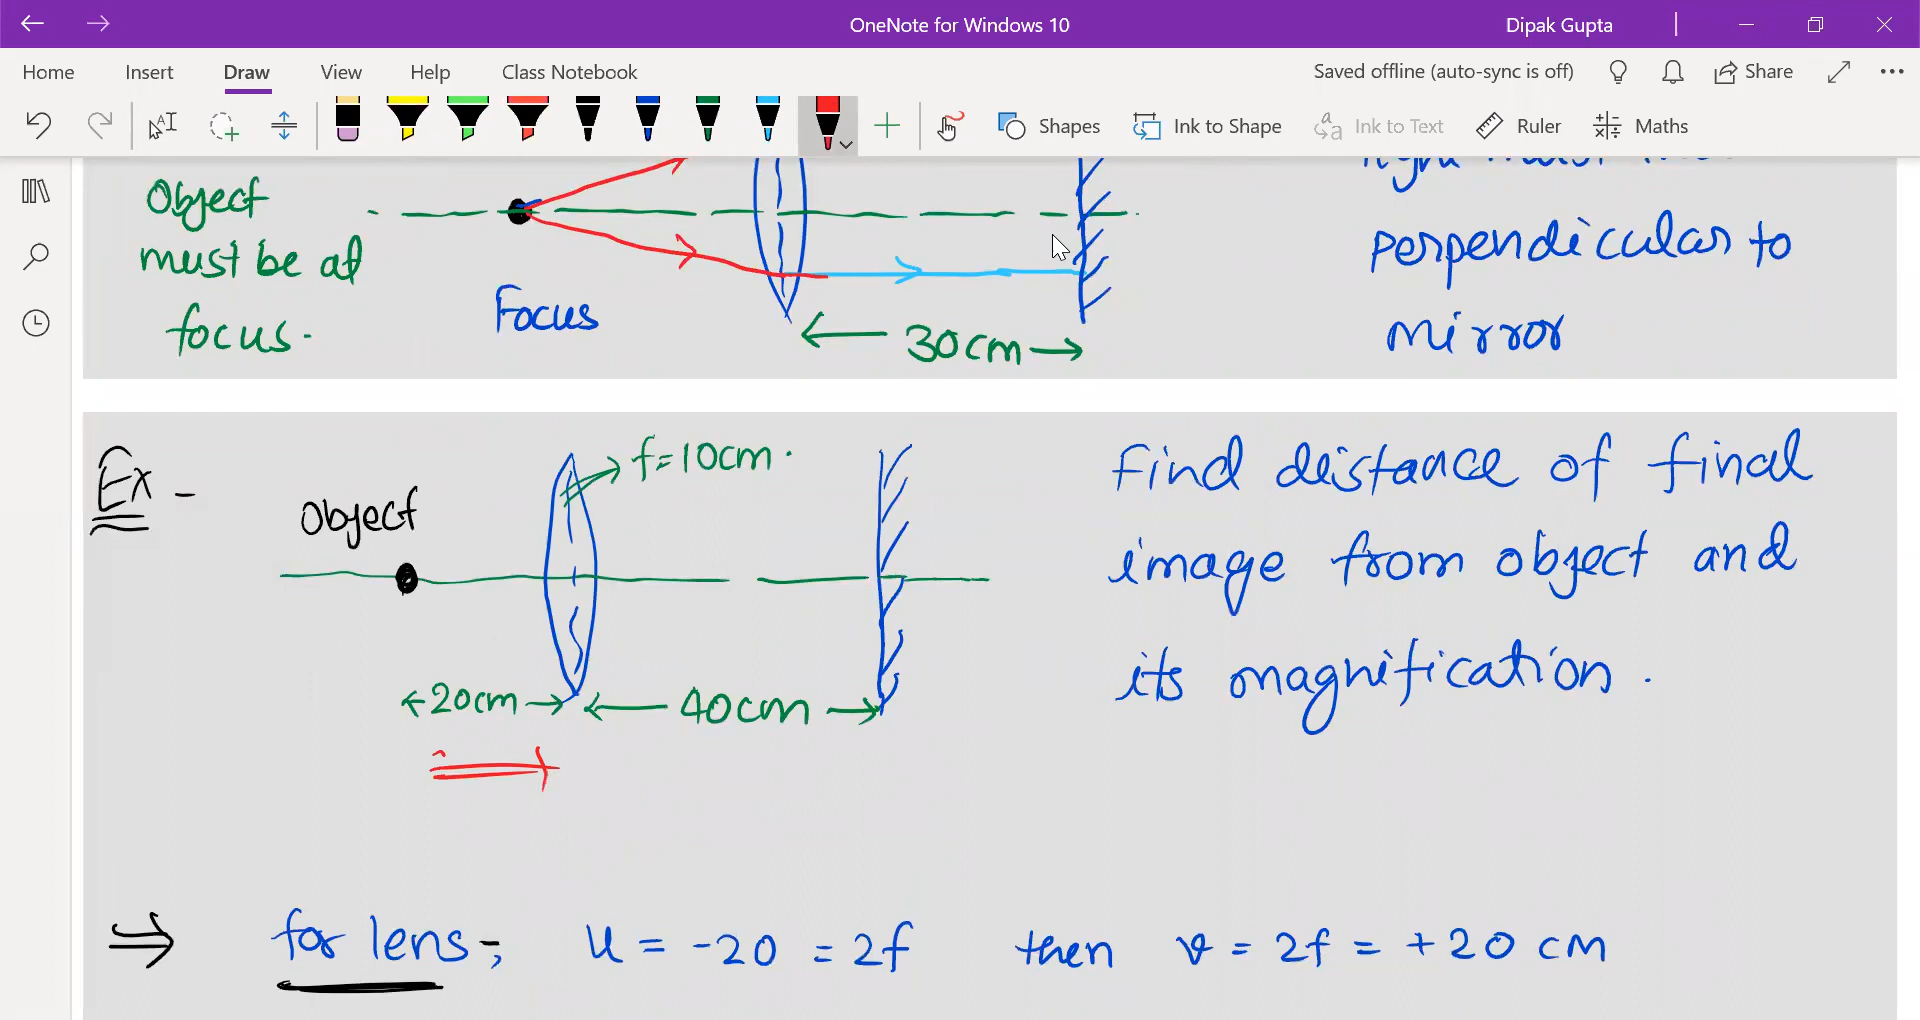 OneNote for Windows 10
Dipak Gupta
Home Insert Draw View Help Class Notebook
Saved offline (auto-sync is off) Share
Shapes Ink to Shape Ink to Text Ruler Maths
Object
must be at
focus.
Focus
30cm
perpendicular to
mirror
Ex -
Object
f=10cm.
20cm
40cm
Find distance of final
image from object and
its magnification.
⇒ for lens; u = -20 = 2f then v = 2f = +20 cm